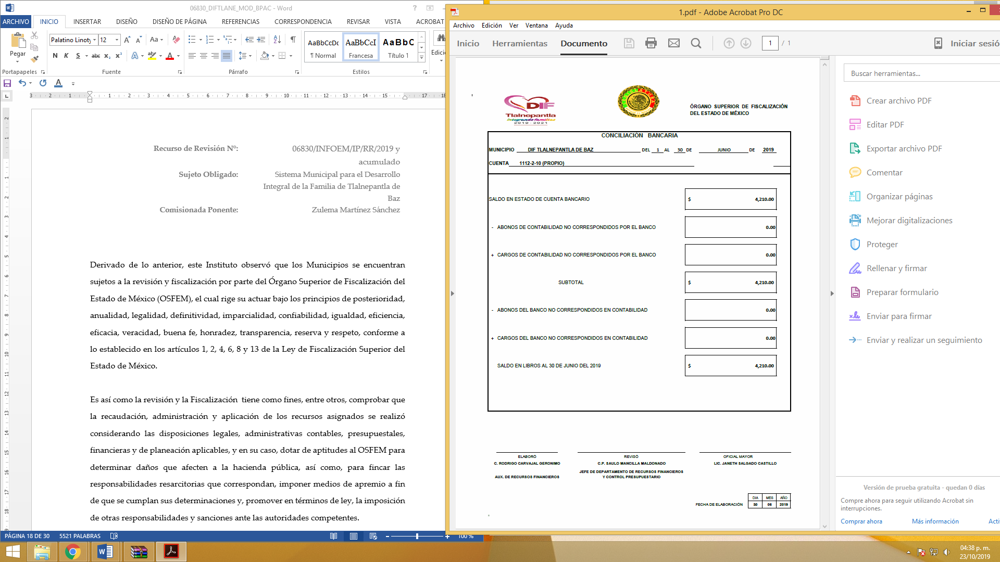 06830_DIFTLANE_MOD_BPAC - Word
ARCHIVO INICIO INSERTAR DISEÑO DISEÑO DE PÁGINA REFERENCIAS CORRESPONDENCIA REVISAR VISTA ACROBAT
Palatino Linoty 12
Pegar
Portapapeles Fuente Párrafo Estilos
AaBbCcDc AaBbCcI AaBbC
¶ Normal Francesa Título 1
Edició
Recurso de Revisión N°: 06830/INFOEM/IP/RR/2019 y
acumulado
Sujeto Obligado: Sistema Municipal para el Desarrollo
Integral de la Familia de Tlalnepantla de
Baz
Comisionada Ponente: Zulema Martínez Sánchez
Derivado de lo anterior, este Instituto observó que los Municipios se encuentran
sujetos a la revisión y fiscalización por parte del Órgano Superior de Fiscalización del
Estado de México (OSFEM), el cual rige su actuar bajo los principios de posterioridad,
anualidad, legalidad, definitividad, imparcialidad, confiabilidad, igualdad, eficiencia,
eficacia, veracidad, buena fe, honradez, transparencia, reserva y respeto, conforme a
lo establecido en los artículos 1, 2, 4, 6, 8 y 13 de la Ley de Fiscalización Superior del
Estado de México.
Es así como la revisión y la Fiscalización tiene como fines, entre otros, comprobar que
la recaudación, administración y aplicación de los recursos asignados se realizó
considerando las disposiciones legales, administrativas contables, presupuestales,
financieras y de planeación aplicables, y en su caso, dotar de aptitudes al OSFEM para
determinar daños que afecten a la hacienda pública, así como, para fincar las
responsabilidades resarcitorias que correspondan, imponer medios de apremio a fin
de que se cumplan sus determinaciones y, promover en términos de ley, la imposición
de otras responsabilidades y sanciones ante las autoridades competentes.
PÁGINA 18 DE 30 5521 PALABRAS
100 %
1.pdf - Adobe Acrobat Pro DC
Archivo Edición Ver Ventana Ayuda
Inicio Herramientas Documento
1 / 1
Iniciar sesió
DIF
Tlalnepantla
Integrando familias
2019 - 2021
ÓRGANO SUPERIOR DE FISCALIZACIÓN
DEL ESTADO DE MÉXICO
CONCILIACIÓN BANCARIA
MUNICIPIO DIF TLALNEPANTLA DE BAZ DEL 1 AL 30 DE JUNIO DE 2019
CUENTA 1112-2-10 (PROPIO)
SALDO EN ESTADO DE CUENTA BANCARIO $ 4,210.00
- ABONOS DE CONTABILIDAD NO CORRESPONDIDOS POR EL BANCO 0.00
+ CARGOS DE CONTABILIDAD NO CORRESPONDIDOS POR EL BANCO 0.00
SUBTOTAL $ 4,210.00
- ABONOS DEL BANCO NO CORRESPONDIDOS EN CONTABILIDAD 0.00
+ CARGOS DEL BANCO NO CORRESPONDIDOS EN CONTABILIDAD 0.00
SALDO EN LIBROS AL 30 DE JUNIO DEL 2019 $ 4,210.00
ELABORÓ REVISÓ OFICIAL MAYOR
C. RODRIGO CARVAJAL GERONIMO C.P. SAULO MANCILLA MALDONADO LIC. JANETH SALGADO CASTILLO
AUX. DE RECURSOS FINANCIEROS JEFE DE DEPARTAMENTO DE RECURSOS FINANCIEROS
Y CONTROL PRESUPUESTARIO
DIA MES AÑO
FECHA DE ELABORACIÓN 30 06 2019
Buscar herramientas...
Crear archivo PDF
Editar PDF
Exportar archivo PDF
Comentar
Organizar páginas
Mejorar digitalizaciones
Proteger
Rellenar y firmar
Preparar formulario
Enviar para firmar
Enviar y realizar un seguimiento
Versión de prueba gratuita - quedan 0 días
Compre ahora para seguir utilizando Acrobat sin
interrupciones.
Comprar ahora Más información Acti
04:38 p. m.
23/10/2019